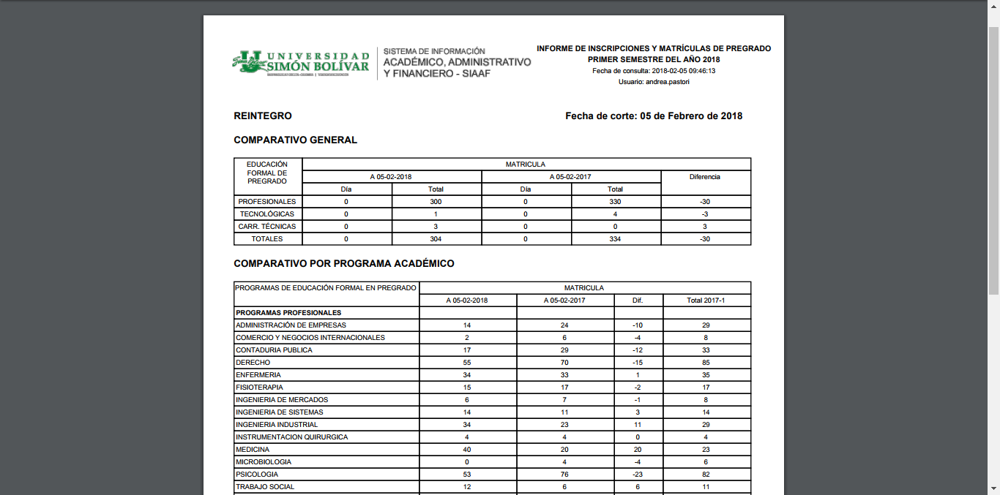 UNIVERSIDAD
SIMÓN BOLÍVAR
SISTEMA DE INFORMACIÓN
ACADÉMICO, ADMINISTRATIVO
Y FINANCIERO - SIAAF
INFORME DE INSCRIPCIONES Y MATRÍCULAS DE PREGRADO
PRIMER SEMESTRE DEL AÑO 2018
Fecha de consulta: 2018-02-05 09:46:13
Usuario: andrea.pastori
REINTEGRO Fecha de corte: 05 de Febrero de 2018
COMPARATIVO GENERAL
EDUCACIÓN
FORMAL DE
PREGRADO
MATRICULA
A 05-02-2018 A 05-02-2017 Diferencia
Día Total Día Total
PROFESIONALES 0 300 0 330 -30
TECNOLÓGICAS 0 1 0 4 -3
CARR. TÉCNICAS 0 3 0 0 3
TOTALES 0 304 0 334 -30
COMPARATIVO POR PROGRAMA ACADÉMICO
PROGRAMAS DE EDUCACIÓN FORMAL EN PREGRADO MATRICULA
A 05-02-2018 A 05-02-2017 Dif. Total 2017-1
PROGRAMAS PROFESIONALES
ADMINISTRACIÓN DE EMPRESAS 14 24 -10 29
COMERCIO Y NEGOCIOS INTERNACIONALES 2 6 -4 8
CONTADURIA PUBLICA 17 29 -12 33
DERECHO 55 70 -15 85
ENFERMERIA 34 33 1 35
FISIOTERAPIA 15 17 -2 17
INGENIERIA DE MERCADOS 6 7 -1 8
INGENIERIA DE SISTEMAS 14 11 3 14
INGENIERIA INDUSTRIAL 34 23 11 29
INSTRUMENTACION QUIRURGICA 4 4 0 4
MEDICINA 40 20 20 23
MICROBIOLOGIA 0 4 -4 6
PSICOLOGIA 53 76 -23 82
TRABAJO SOCIAL 12 6 6 11